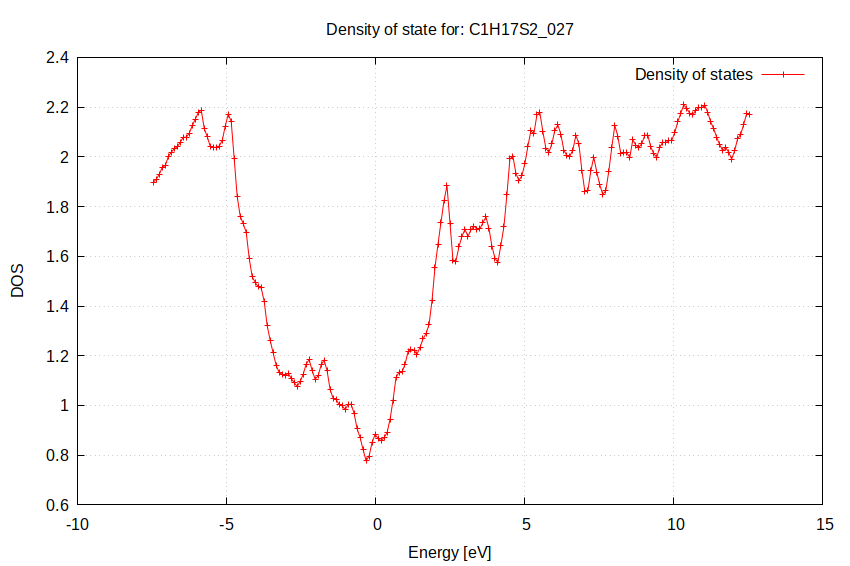 Density of state for: C1H17S2_027
Density of states
2.4
2.2
2
1.8
1.6
1.4
1.2
1
0.8
0.6
DOS
-10 -5 0 5 10 15
Energy [eV]